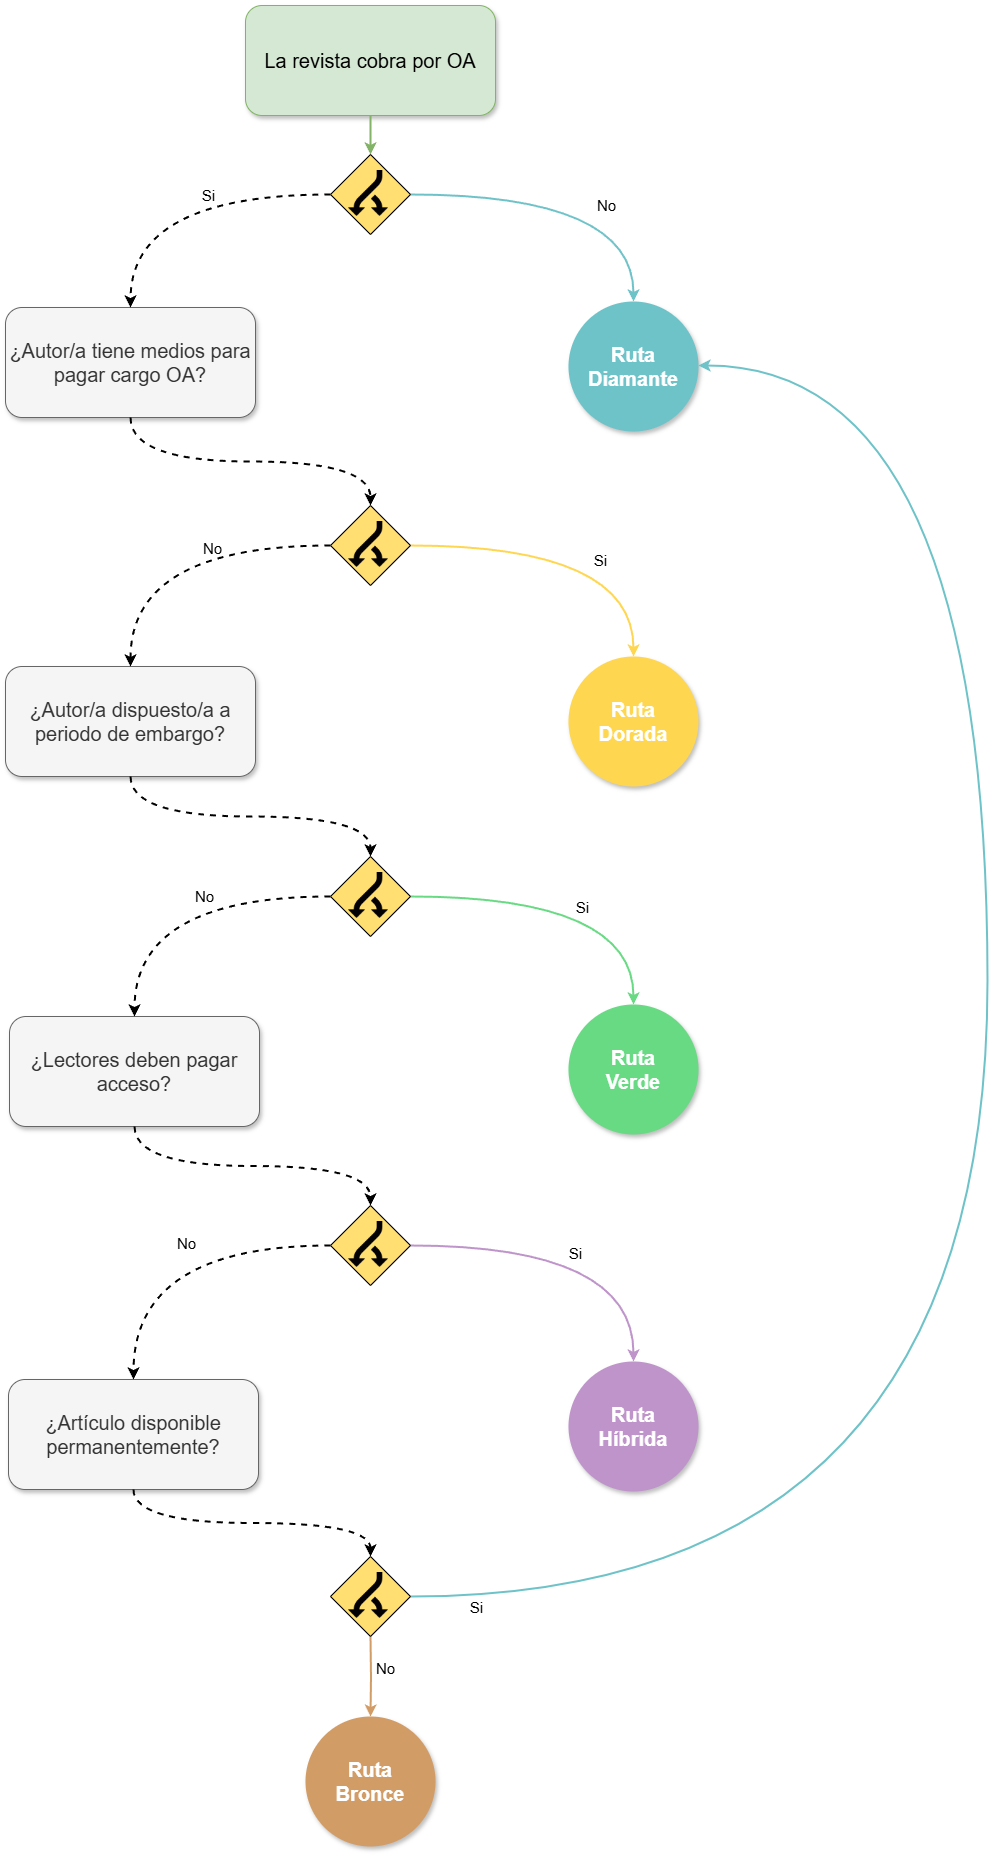 La revista cobra por OA
Si
No
¿Autor/a tiene medios para
pagar cargo OA?
Ruta
Diamante
No
Si
¿Autor/a dispuesto/a a
periodo de embargo?
Ruta
Dorada
No
Si
¿Lectores deben pagar
acceso?
Ruta
Verde
No
Si
¿Artículo disponible
permanentemente?
Ruta
Híbrida
Si
No
Ruta
Bronce